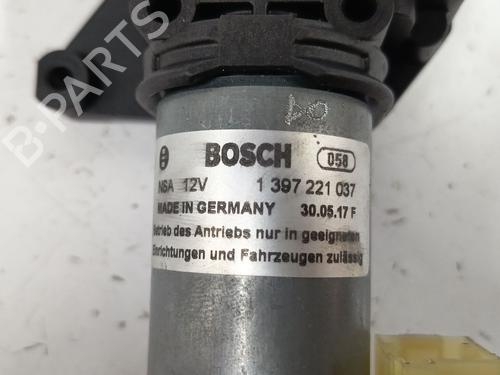 B-PARTS
BOSCH 058
NSA 12V 1 397 221 037
MADE IN GERMANY 30.05.17 F
Betrieb des Antriebs nur in geeigneten
Einrichtungen und Fahrzeugen zulässig